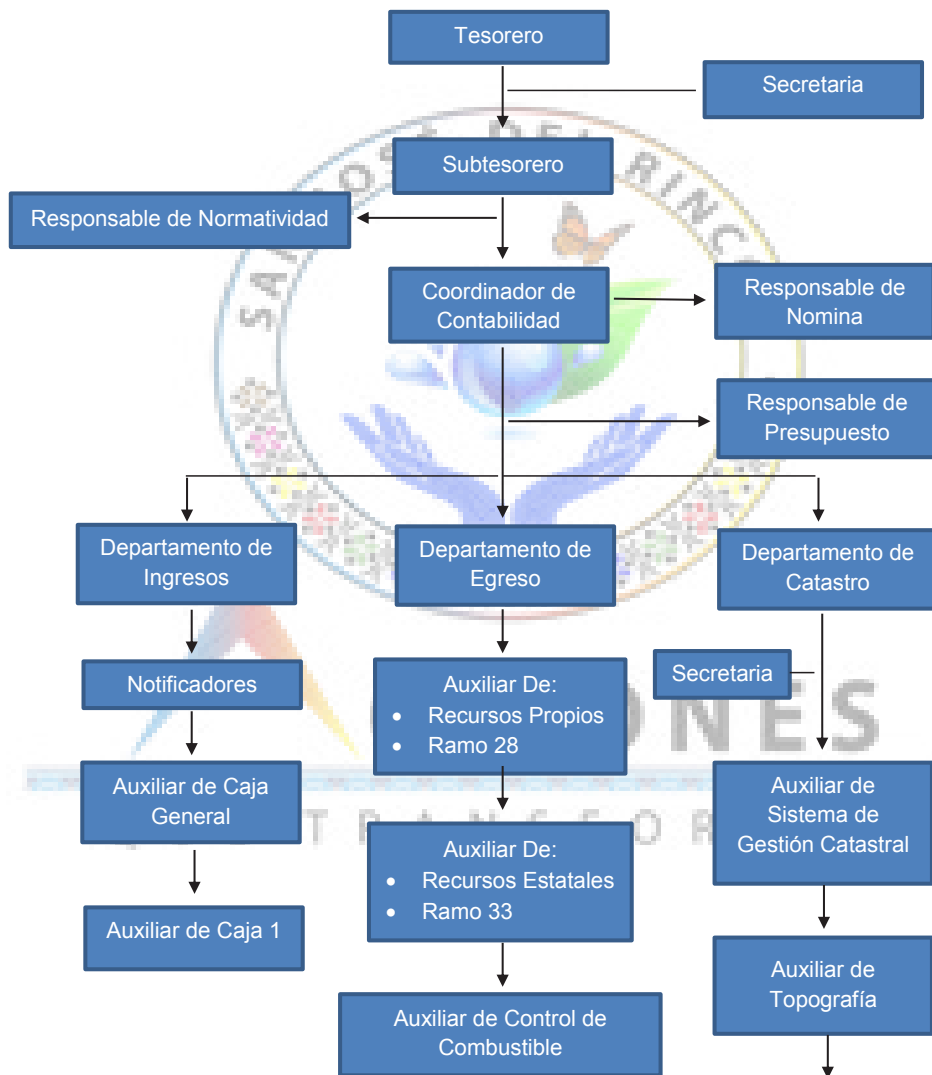 Tesorero
Secretaria
Subtesorero
Responsable de Normatividad
Coordinador de
Contabilidad
Responsable de
Nomina
Responsable de
Presupuesto
Departamento de
Ingresos
Departamento de
Egreso
Departamento de
Catastro
Notificadores
Auxiliar De:
• Recursos Propios
• Ramo 28
Secretaria
Auxiliar de Caja
General
Auxiliar de
Sistema de
Gestión Catastral
Auxiliar De:
• Recursos Estatales
• Ramo 33
Auxiliar de Caja 1
Auxiliar de
Topografía
Auxiliar de Control de
Combustible